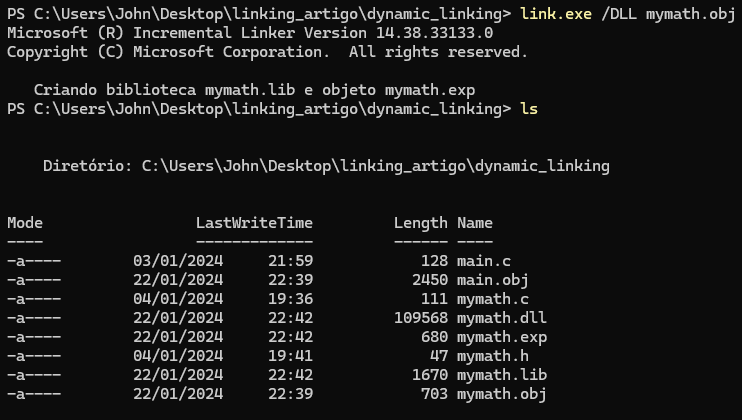 PS C:\Users\John\Desktop\linking_artigo\dynamic_linking> link.exe /DLL mymath.obj
Microsoft (R) Incremental Linker Version 14.38.33133.0
Copyright (C) Microsoft Corporation.  All rights reserved.

   Criando biblioteca mymath.lib e objeto mymath.exp
PS C:\Users\John\Desktop\linking_artigo\dynamic_linking> ls

    Diretório: C:\Users\John\Desktop\linking_artigo\dynamic_linking

Mode                 LastWriteTime         Length Name
----                 -------------         ------ ----
-a----        03/01/2024     21:59            128 main.c
-a----        22/01/2024     22:39           2450 main.obj
-a----        04/01/2024     19:36            111 mymath.c
-a----        22/01/2024     22:42         109568 mymath.dll
-a----        22/01/2024     22:42            680 mymath.exp
-a----        04/01/2024     19:41             47 mymath.h
-a----        22/01/2024     22:42           1670 mymath.lib
-a----        22/01/2024     22:39            703 mymath.obj